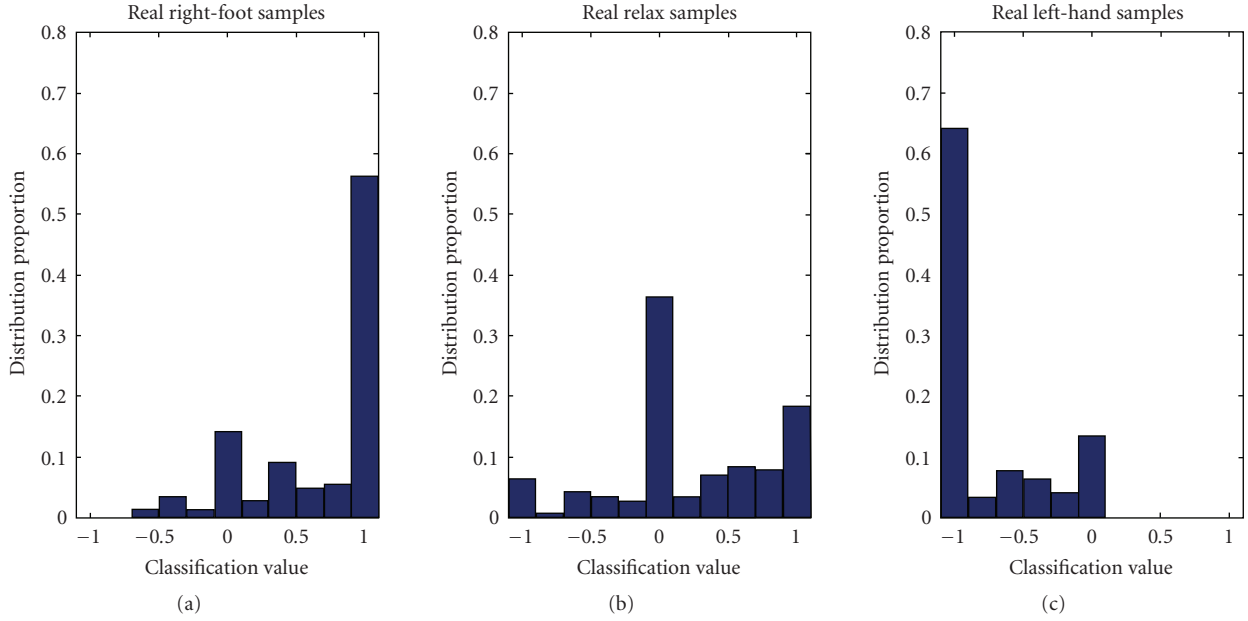 Real right-foot samples
0.8
0.7
0.6
0.5
0.4
0.3
0.2
0.1
0
Distribution proportion
−1 −0.5 0 0.5 1
Classification value
(a)
Real relax samples
0.8
0.7
0.6
0.5
0.4
0.3
0.2
0.1
0
Distribution proportion
−1 −0.5 0 0.5 1
Classification value
(b)
Real left-hand samples
0.8
0.7
0.6
0.5
0.4
0.3
0.2
0.1
0
Distribution proportion
−1 −0.5 0 0.5 1
Classification value
(c)